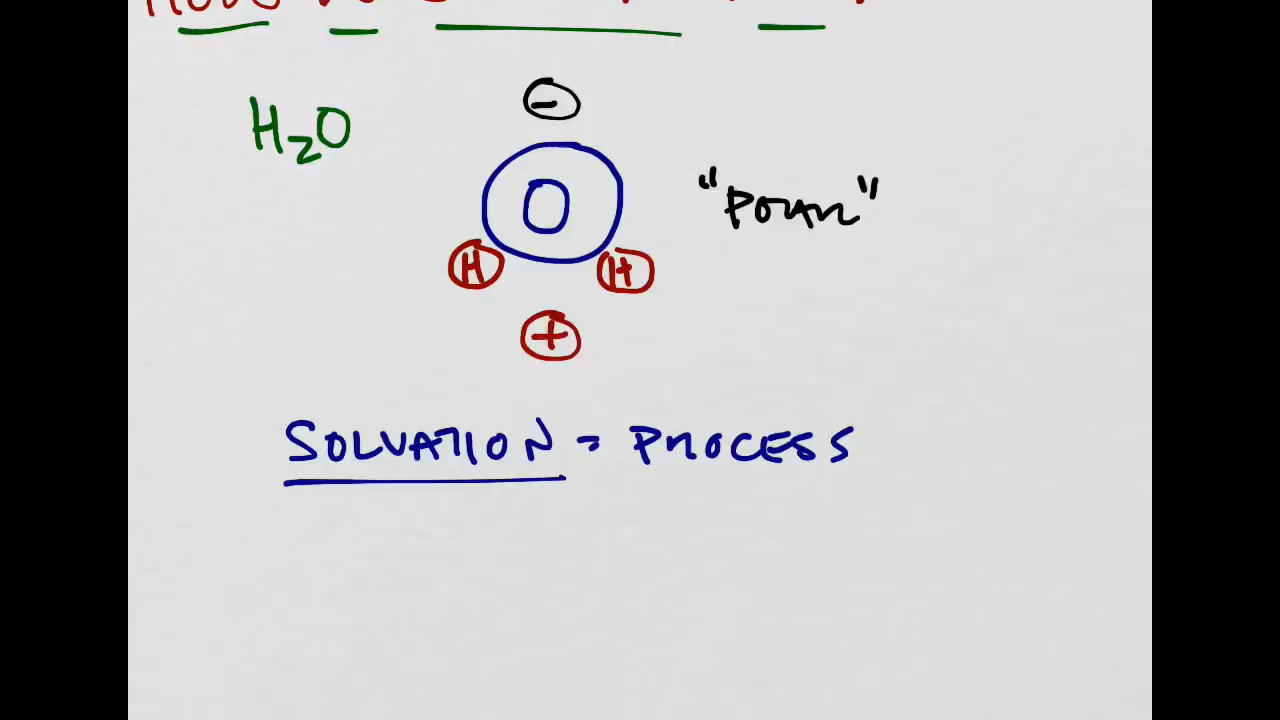 H₂O
−
O
"POLAR"
H H
+
SOLVATION = PROCESS